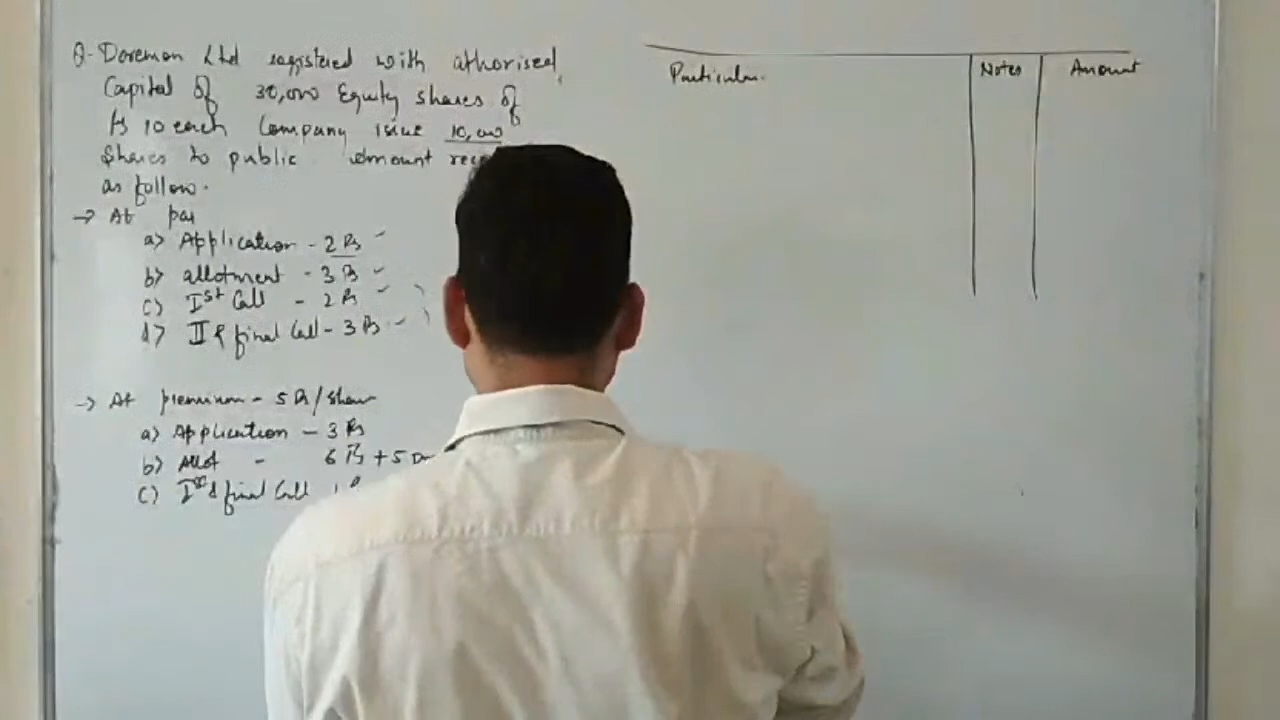 Q- Doremon Ltd registered with athorised
Capital of 30,000 Equity shares of
Rs 10 each Company issue 10,000
Shares to public amount
as follow.
→ At par
a) Application - 2 Rs
b) allotment - 3 Rs
c) Ist Call - 2 Rs
d) II & final Call - 3 Rs
→ At premium - 5 Rs/share
a) Application - 3 Rs
b) Allot - 6 Rs + 5
c) Ist & final Call
Particular Notes Amount